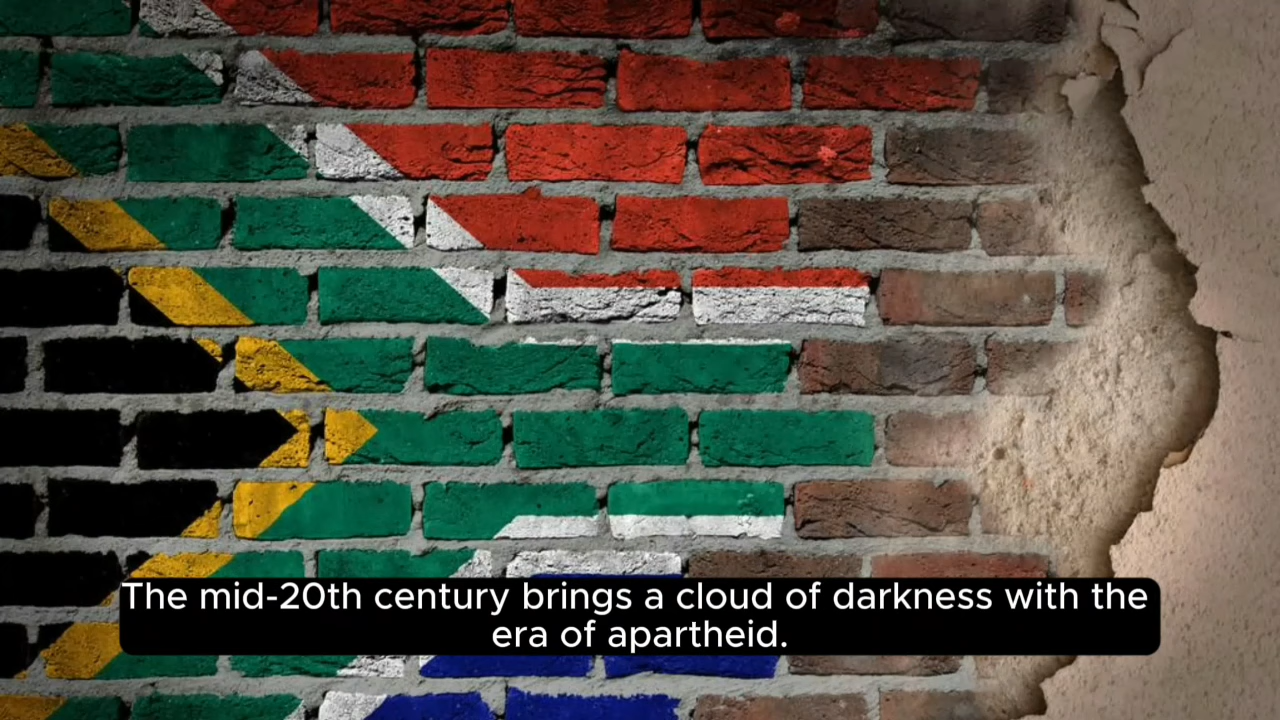 The mid-20th century brings a cloud of darkness with the
era of apartheid.